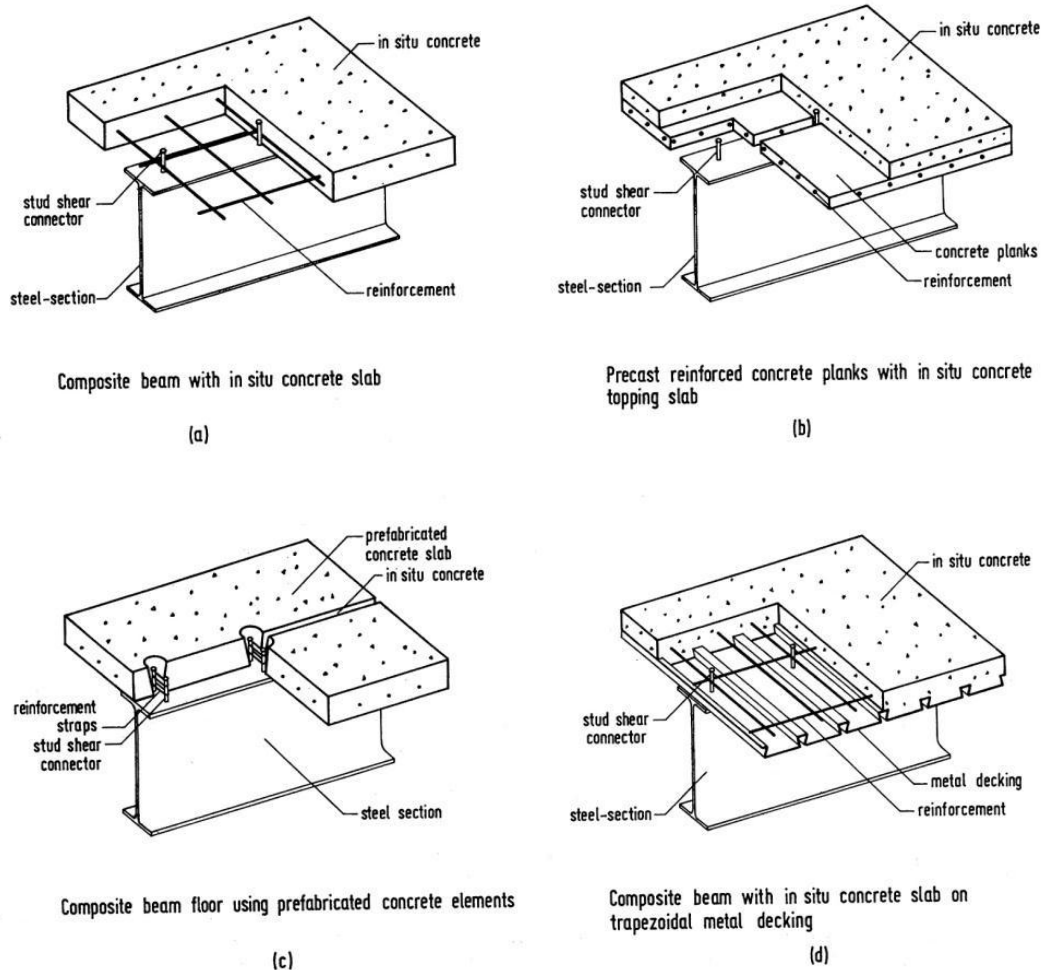 in situ concrete
stud shear
connector
steel-section
reinforcement
Composite beam with in situ concrete slab
(a)
in situ concrete
stud shear
connector
concrete planks
steel-section
reinforcement
Precast reinforced concrete planks with in situ concrete
topping slab
(b)
prefabricated
concrete slab
in situ concrete
reinforcement
straps
stud shear
connector
steel section
Composite beam floor using prefabricated concrete elements
(c)
in situ concrete
stud shear
connector
metal decking
steel-section
reinforcement
Composite beam with in situ concrete slab on
trapezoidal metal decking
(d)